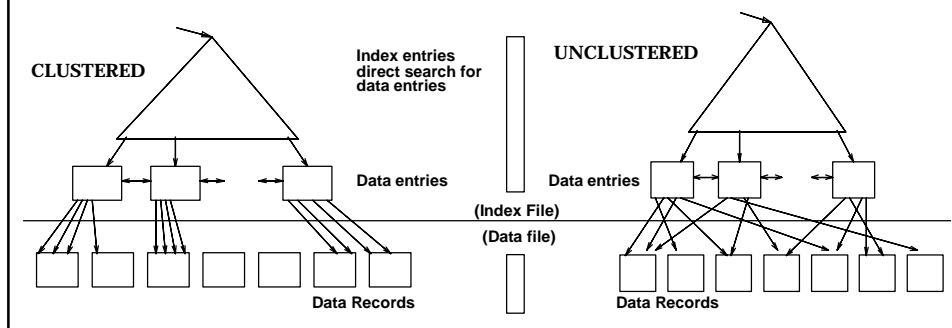 CLUSTERED
Index entries
direct search for
data entries
UNCLUSTERED
Data entries
Data entries
(Index File)
(Data file)
Data Records
Data Records